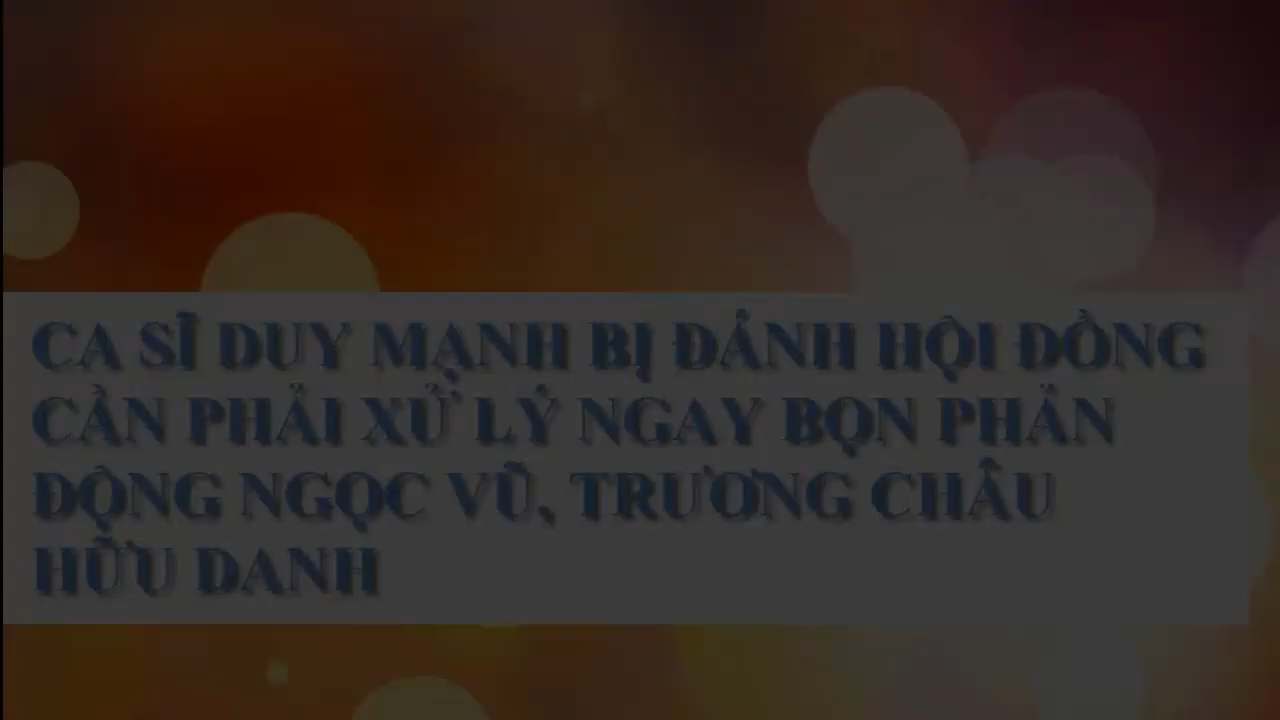 CA SĨ DUY MẠNH BỊ ĐÁNH HỘI ĐỒNG
CẦN PHẢI XỬ LÝ NGAY BỌN PHẢN
ĐỘNG NGỌC VŨ, TRƯƠNG CHÂU
HỮU DANH